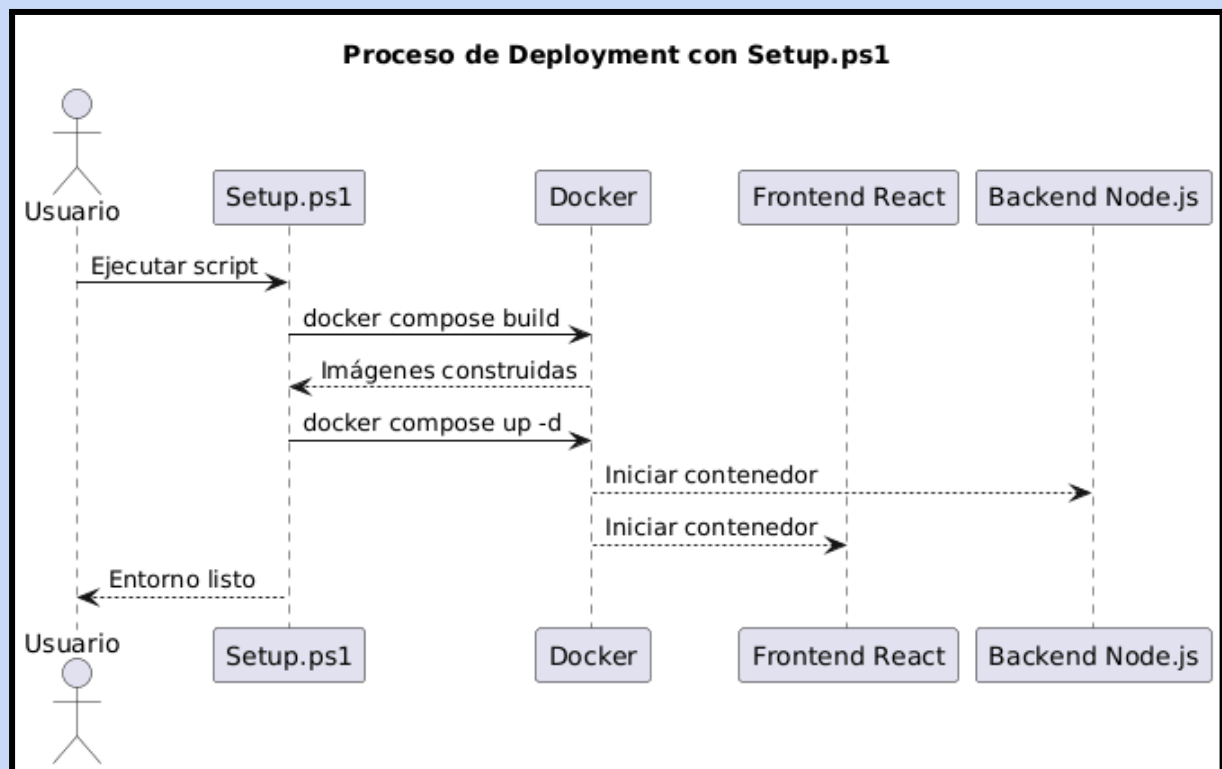 Proceso de Deployment con Setup.ps1
Usuario
Setup.ps1
Docker
Frontend React
Backend Node.js
Ejecutar script
docker compose build
Imágenes construidas
docker compose up -d
Iniciar contenedor
Iniciar contenedor
Entorno listo
Usuario
Setup.ps1
Docker
Frontend React
Backend Node.js